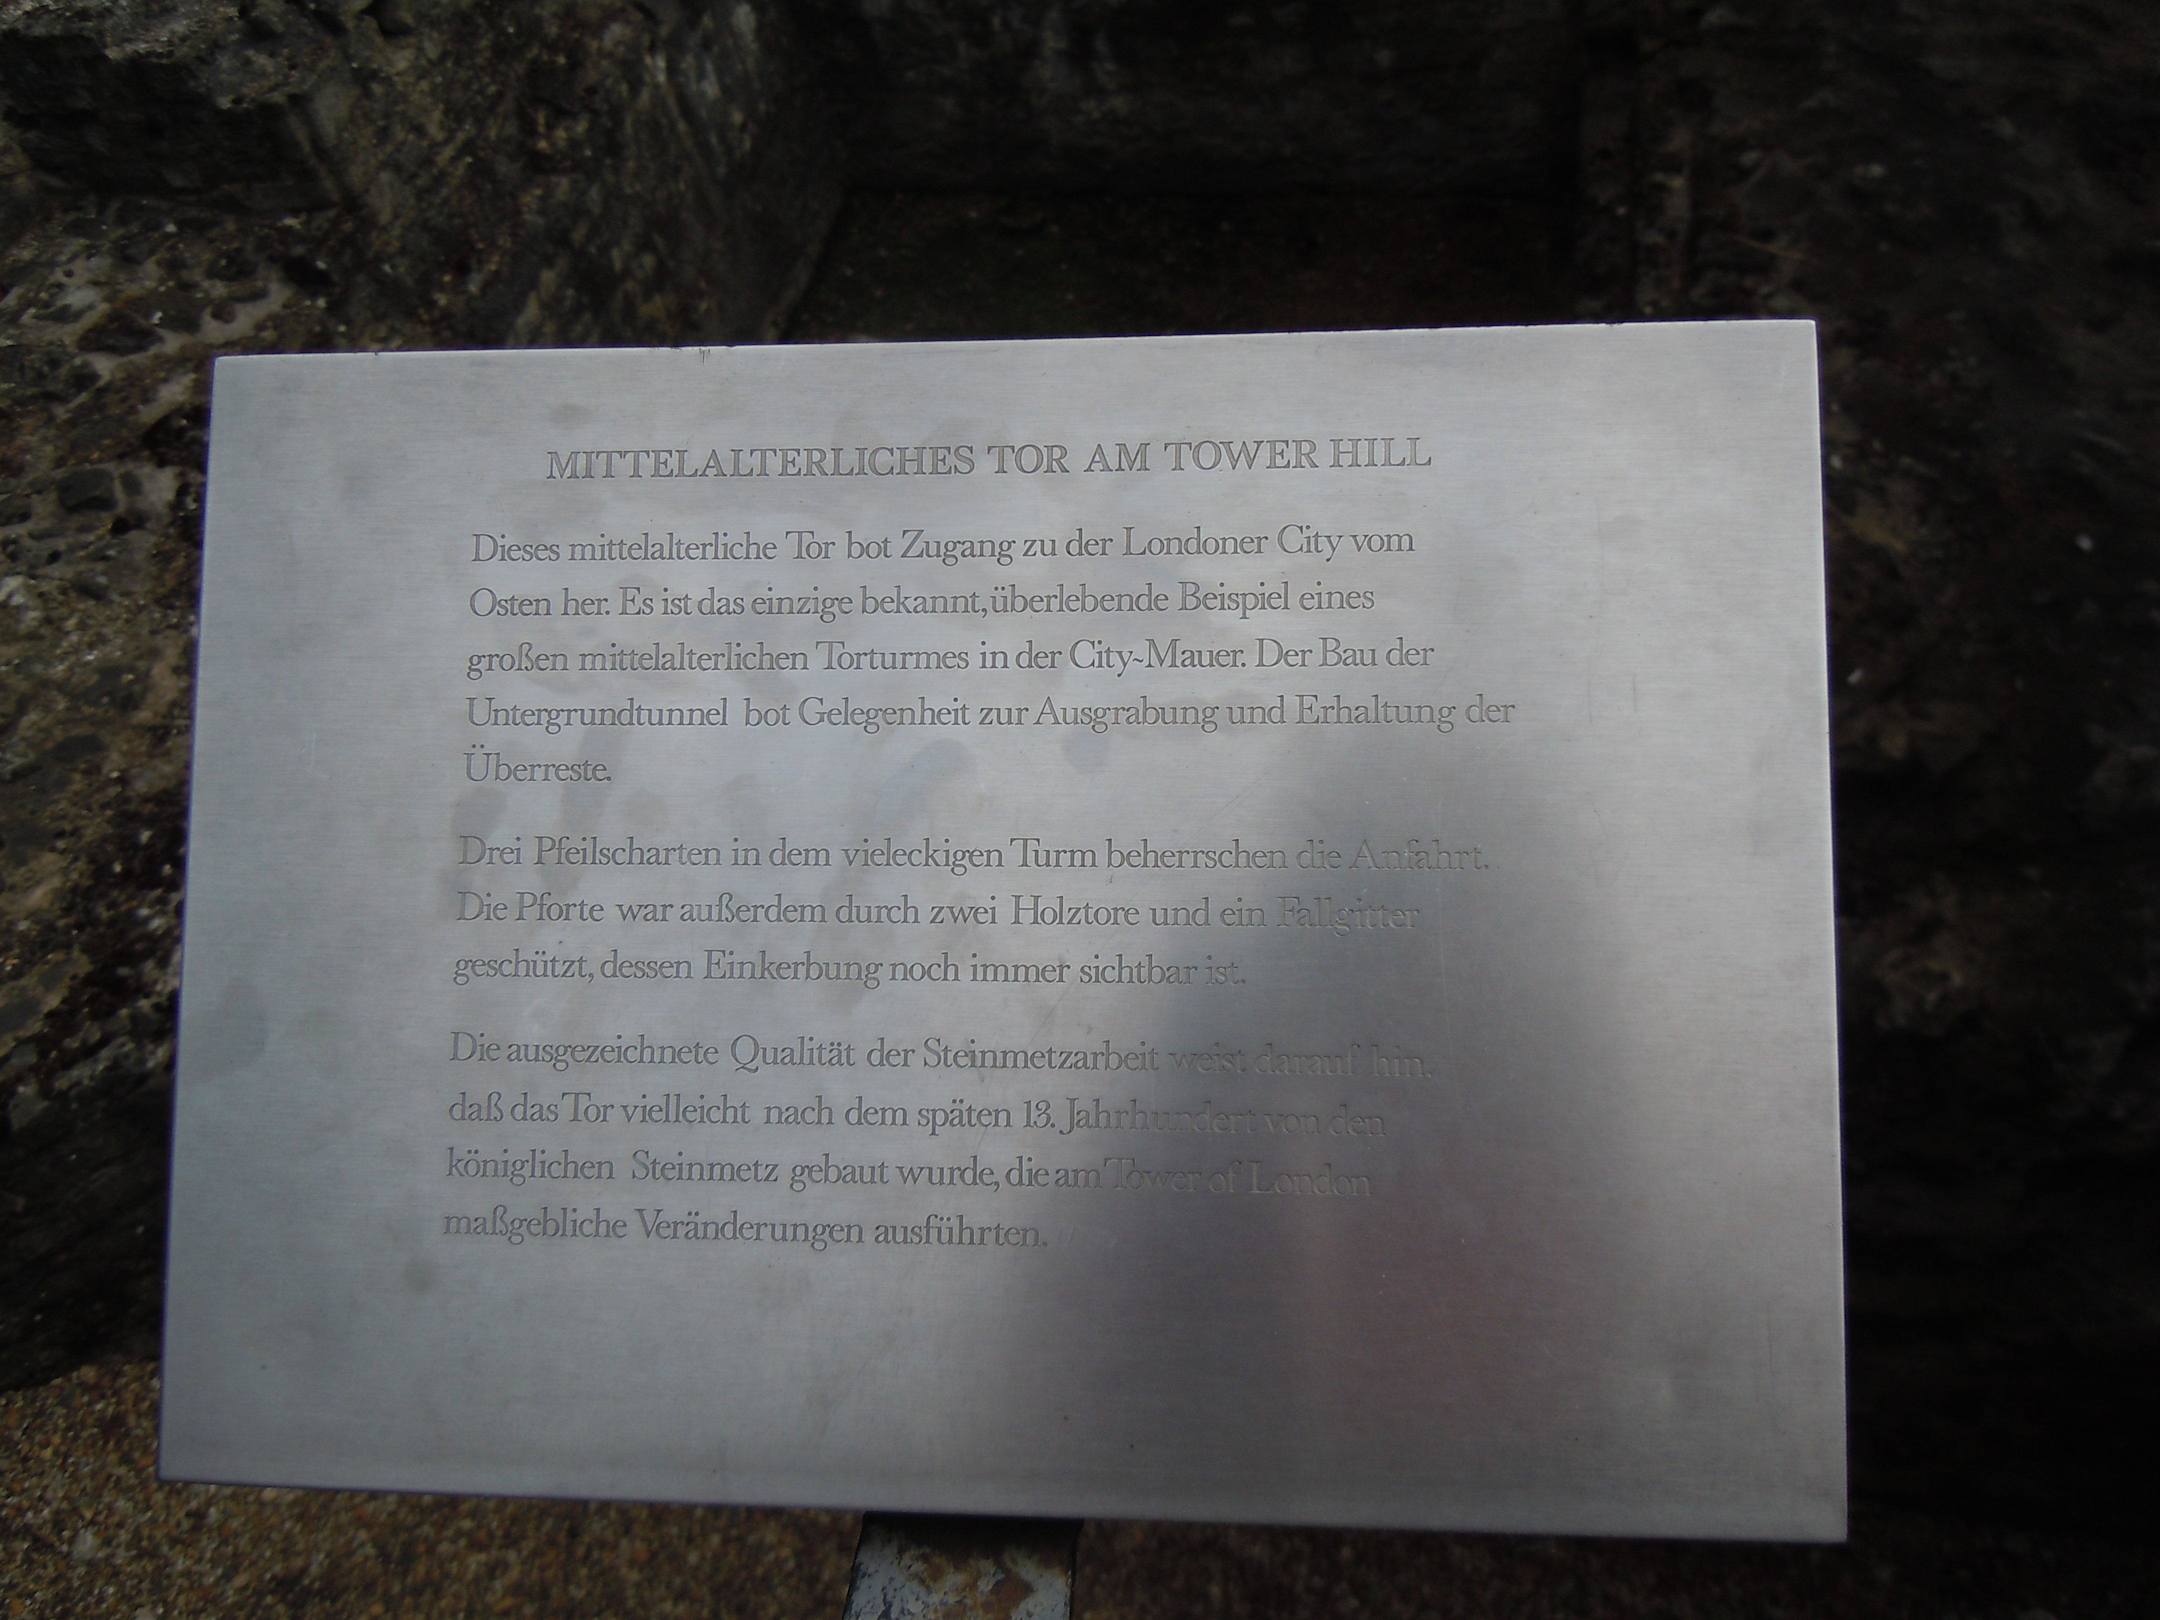 MITTELALTERLICHES TOR AM TOWER HILL
Dieses mittelalterliche Tor bot Zugang zu der Londoner City vom
Osten her. Es ist das einzige bekannt, überlebende Beispiel eines
großen mittelalterlichen Torturmes in der City~Mauer. Der Bau der
Untergrundtunnel bot Gelegenheit zur Ausgrabung und Erhaltung der
Überreste.
Drei Pfeilscharten in dem vieleckigen Turm beherrschen die Anfahrt.
Die Pforte war außerdem durch zwei Holztore und ein Fallgitter
geschützt, dessen Einkerbung noch immer sichtbar ist.
Die ausgezeichnete Qualität der Steinmetzarbeit weist darauf hin,
daß das Tor vielleicht nach dem späten 13. Jahrhundert von den
königlichen Steinmetz gebaut wurde, die am Tower of London
maßgebliche Veränderungen ausführten.